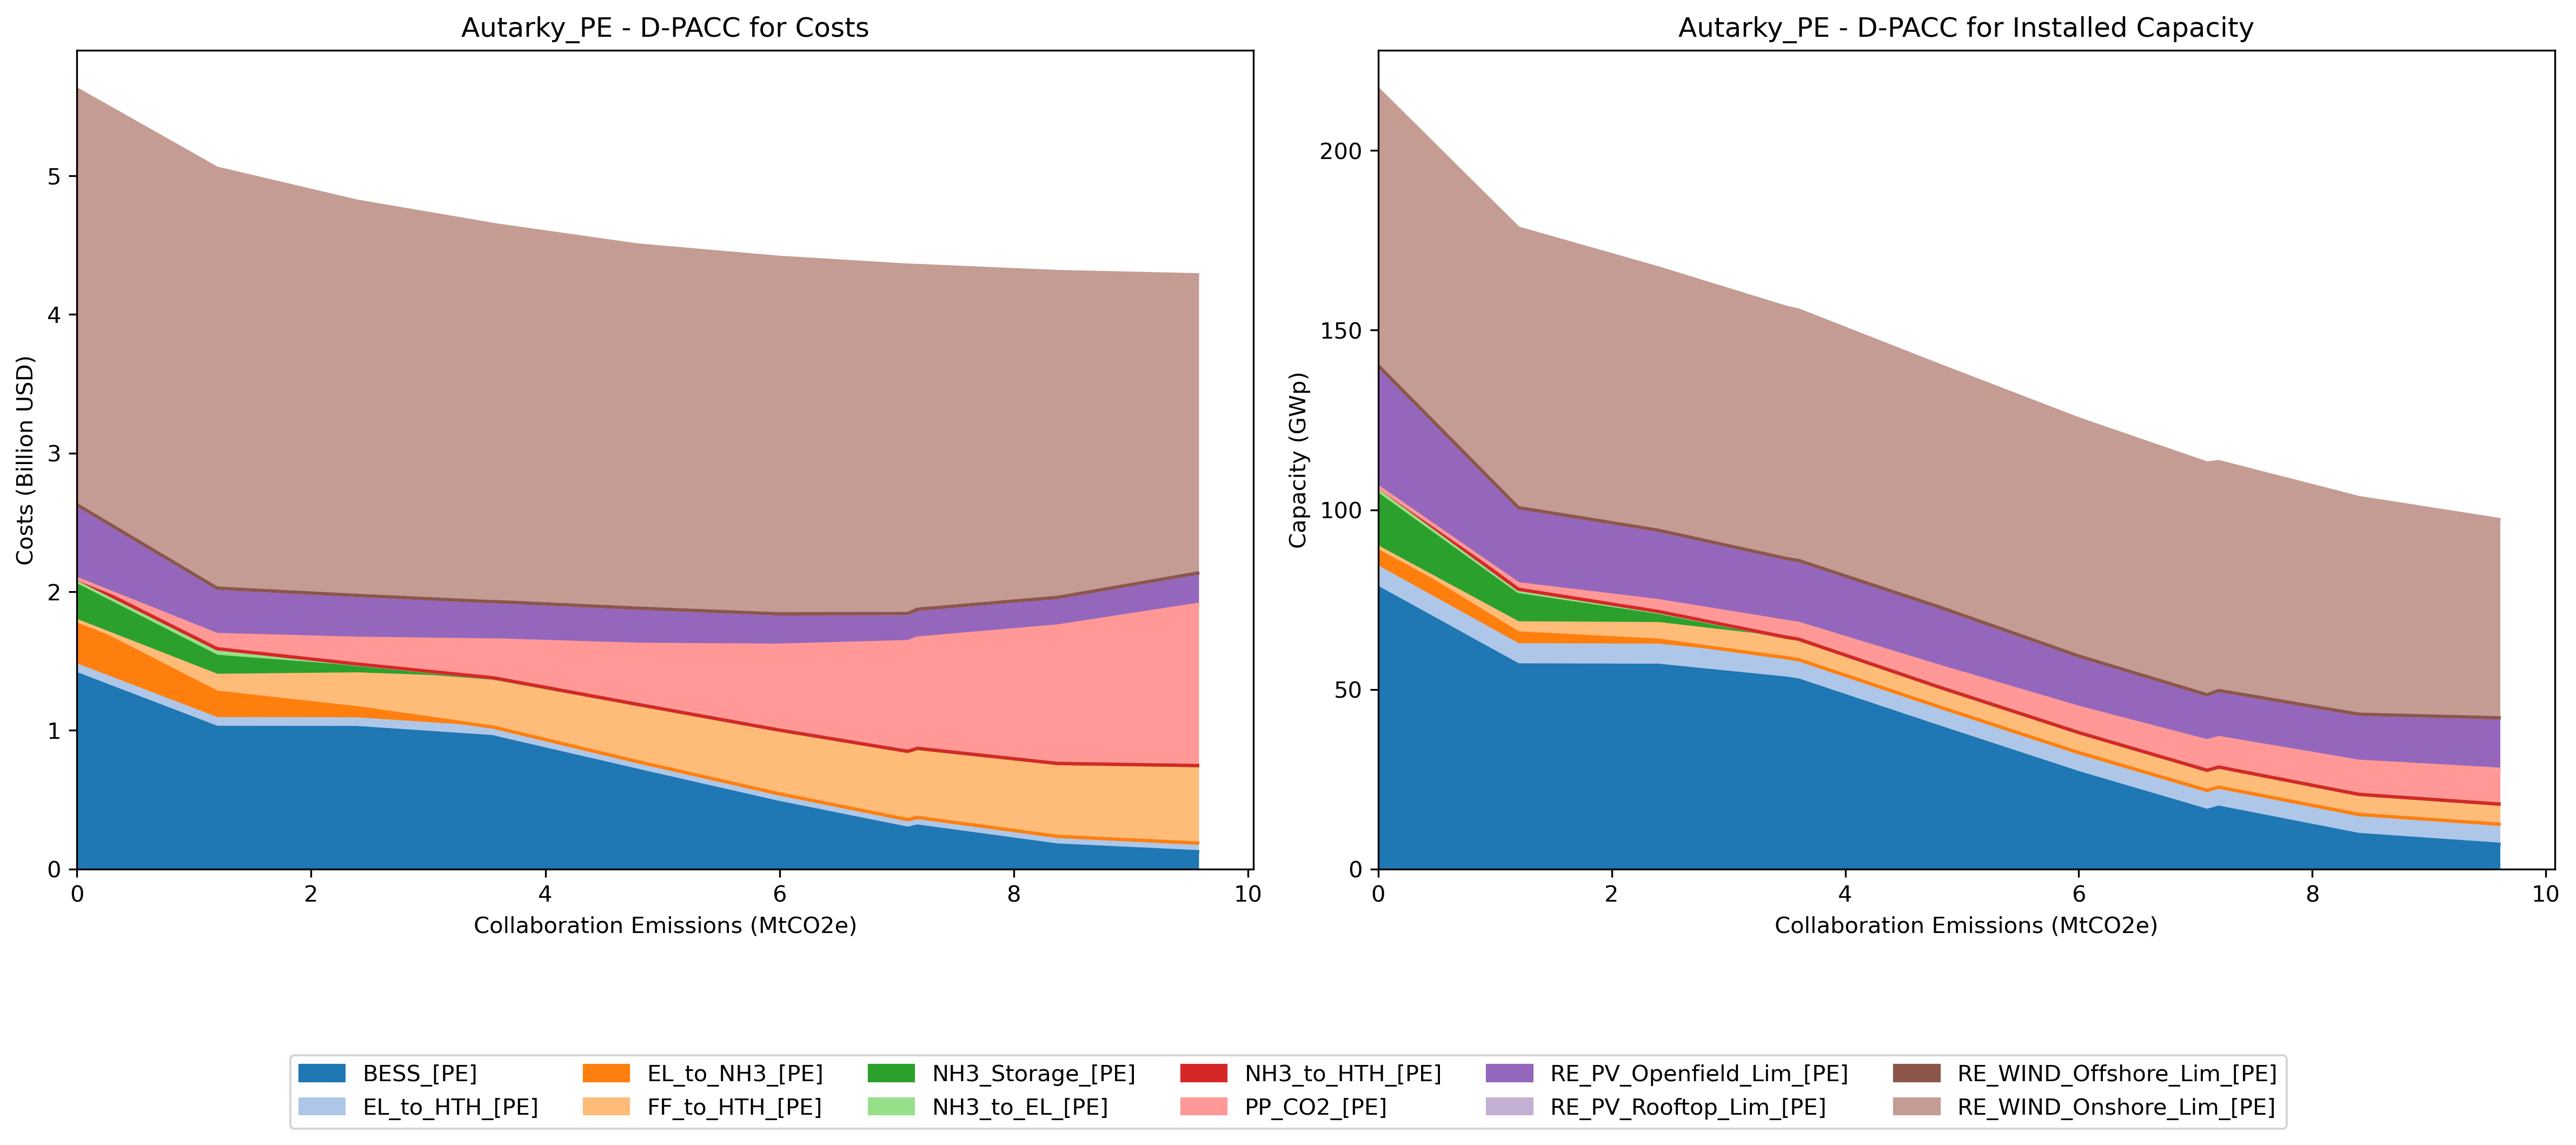 Autarky_PE - D-PACC for Costs
Costs (Billion USD)
5
4
3
2
1
0
0 2 4 6 8 10
Collaboration Emissions (MtCO2e)
Autarky_PE - D-PACC for Installed Capacity
Capacity (GWp)
200
150
100
50
0
0 2 4 6 8 10
Collaboration Emissions (MtCO2e)
BESS_[PE] EL_to_NH3_[PE] NH3_Storage_[PE] NH3_to_HTH_[PE] RE_PV_Openfield_Lim_[PE] RE_WIND_Offshore_Lim_[PE]
EL_to_HTH_[PE] FF_to_HTH_[PE] NH3_to_EL_[PE] PP_CO2_[PE] RE_PV_Rooftop_Lim_[PE] RE_WIND_Onshore_Lim_[PE]